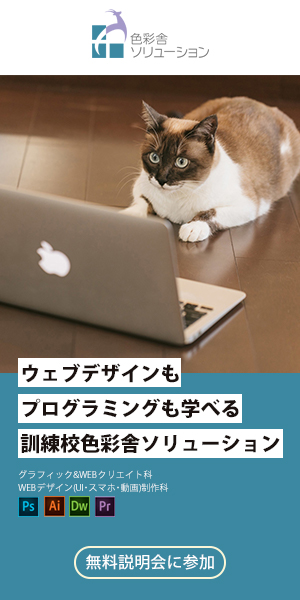 色彩舎
ソリューション
ウェブデザインも
プログラミングも学べる
訓練校色彩舎ソリューション
グラフィック&WEBクリエイト科
WEBデザイン(UI・スマホ・動画)制作科
Ps Ai Dw Pr
無料説明会に参加